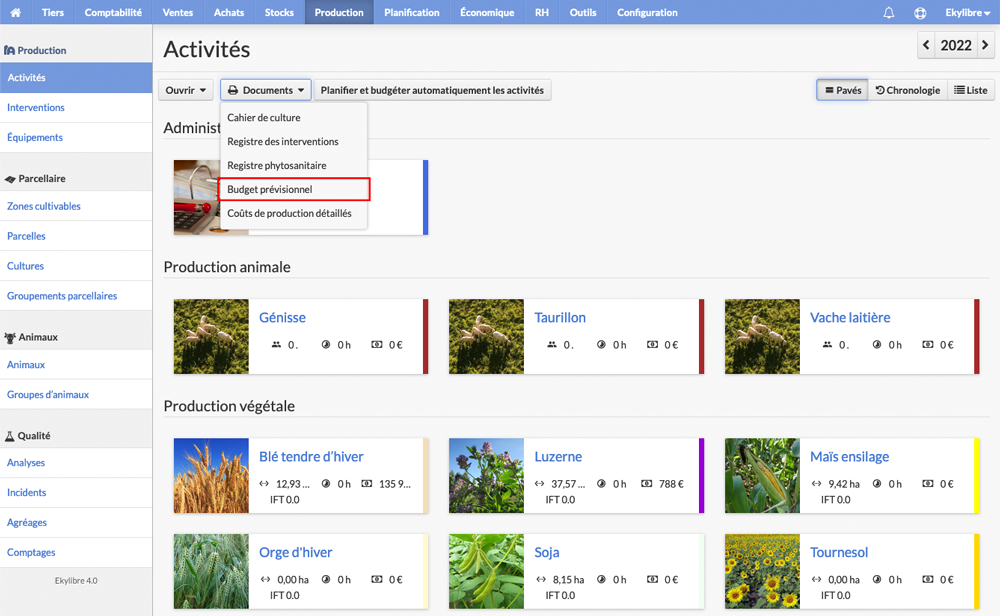 Tiers Comptabilité Ventes Achats Stocks Production Planification Économique RH Outils Configuration Ekylibre
Production
Activités
Interventions
Équipements
Parcellaire
Zones cultivables
Parcelles
Cultures
Groupements parcellaires
Animaux
Animaux
Groupes d'animaux
Qualité
Analyses
Incidents
Agréages
Comptages
Ekylibre 4.0
Activités
2022
Ouvrir Documents Planifier et budgéter automatiquement les activités Pavés Chronologie Liste
Cahier de culture
Registre des interventions
Registre phytosanitaire
Budget prévisionnel
Coûts de production détaillés
Administ
Production animale
Génisse
0 . 0 h 0 €
Taurillon
0 . 0 h 0 €
Vache laitière
0 . 0 h 0 €
Production végétale
Blé tendre d'hiver
12,93 ... 0 h 135 9...
IFT 0.0
Luzerne
37,57 ... 0 h 788 €
IFT 0.0
Maïs ensilage
9,42 ha 0 h 0 €
IFT 0.0
Orge d'hiver
0,00 ha 0 h 0 €
IFT 0.0
Soja
8,15 ha 0 h 0 €
IFT 0.0
Tournesol
0,00 ha 0 h 0 €
IFT 0.0